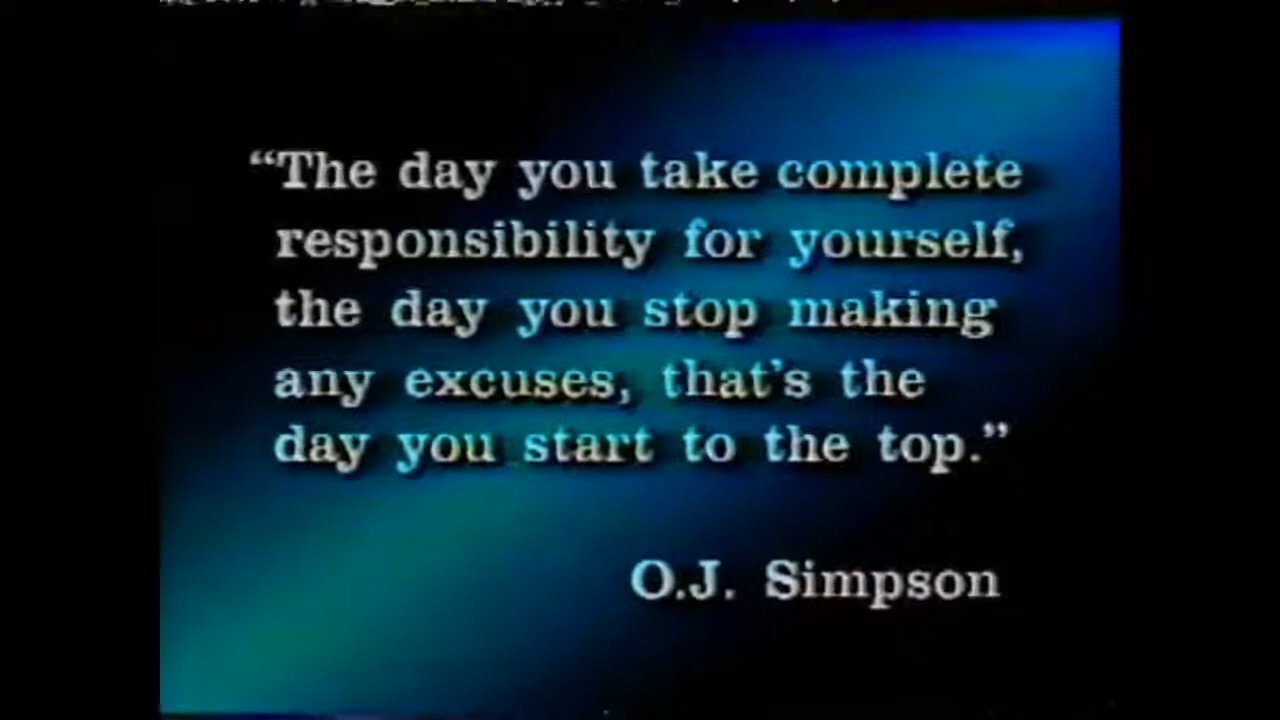 “The day you take complete
responsibility for yourself,
the day you stop making
any excuses, that’s the
day you start to the top.”
O.J. Simpson